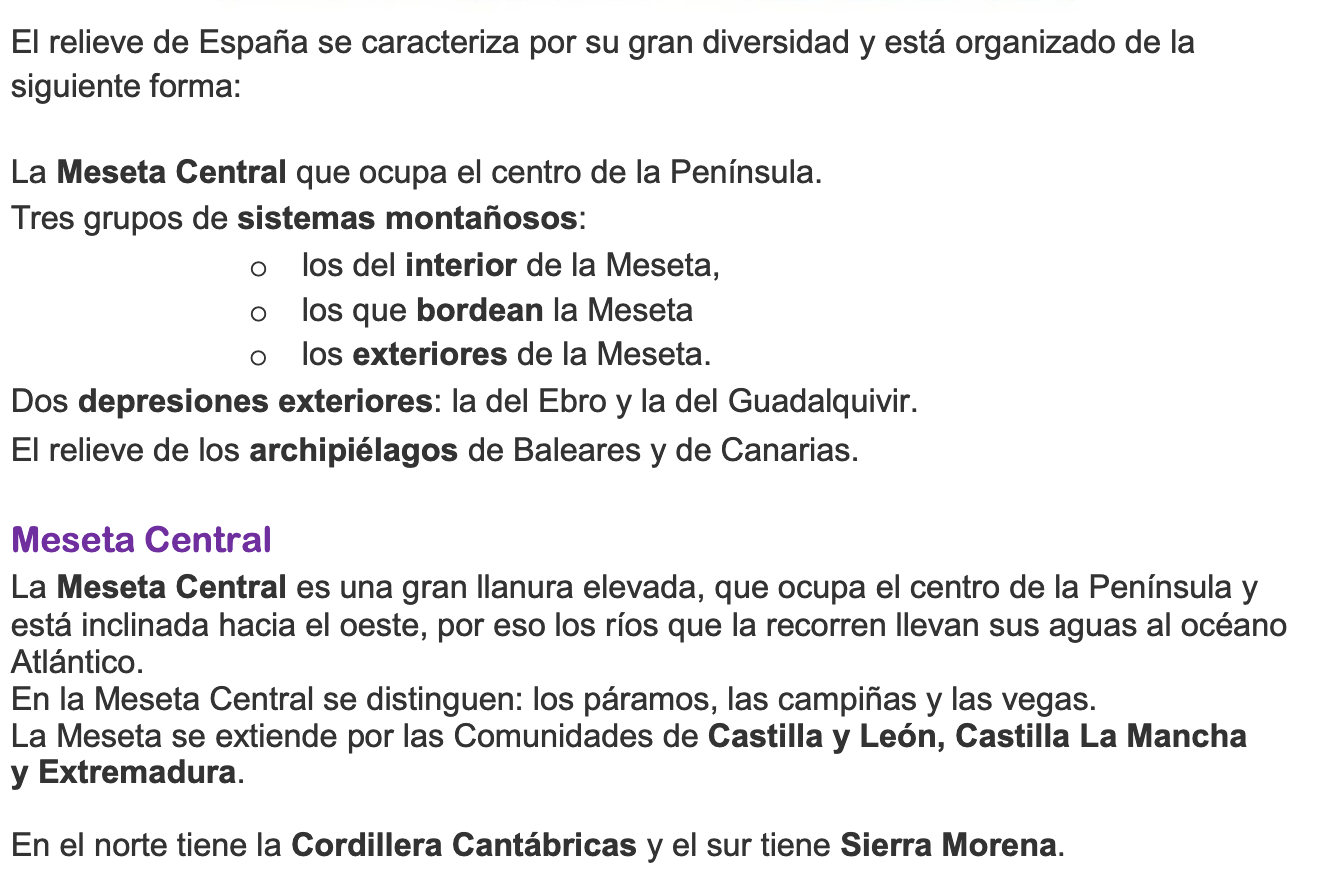 El relieve de España se caracteriza por su gran diversidad y está organizado de la
siguiente forma:
La Meseta Central que ocupa el centro de la Península.
Tres grupos de sistemas montañosos:
o los del interior de la Meseta,
o los que bordean la Meseta
o los exteriores de la Meseta.
Dos depresiones exteriores: la del Ebro y la del Guadalquivir.
El relieve de los archipiélagos de Baleares y de Canarias.
Meseta Central
La Meseta Central es una gran llanura elevada, que ocupa el centro de la Península y
está inclinada hacia el oeste, por eso los ríos que la recorren llevan sus aguas al océano
Atlántico.
En la Meseta Central se distinguen: los páramos, las campiñas y las vegas.
La Meseta se extiende por las Comunidades de Castilla y León, Castilla La Mancha
y Extremadura.
En el norte tiene la Cordillera Cantábricas y el sur tiene Sierra Morena.